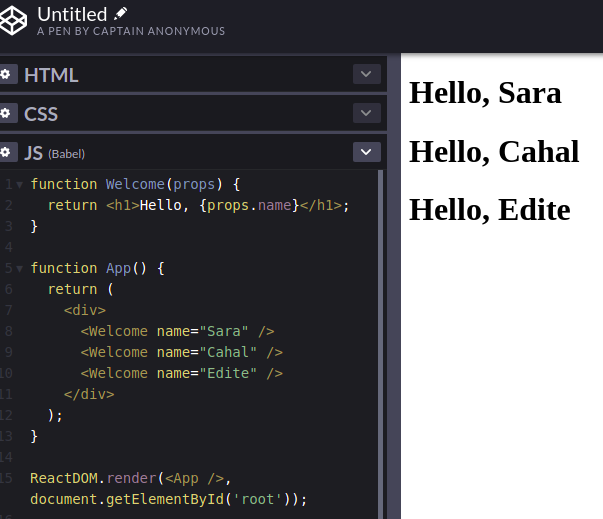 Untitled
A PEN BY CAPTAIN ANONYMOUS
HTML
CSS
JS (Babel)
1 function Welcome(props) {
2   return <h1>Hello, {props.name}</h1>;
3 }
4
5 function App() {
6   return (
7     <div>
8       <Welcome name="Sara" />
9       <Welcome name="Cahal" />
10       <Welcome name="Edite" />
11     </div>
12   );
13 }
14
15 ReactDOM.render(<App />,
document.getElementById('root'));
Hello, Sara
Hello, Cahal
Hello, Edite